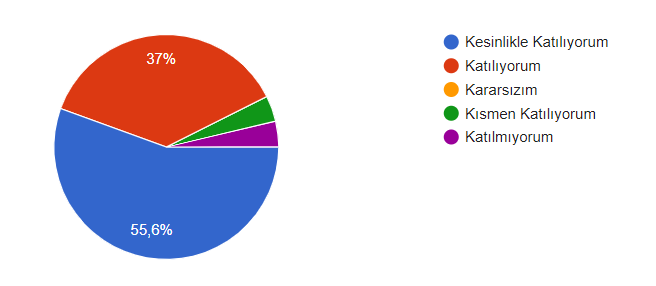 37%
55,6%
Kesinlikle Katılıyorum
Katılıyorum
Kararsızım
Kısmen Katılıyorum
Katılmıyorum